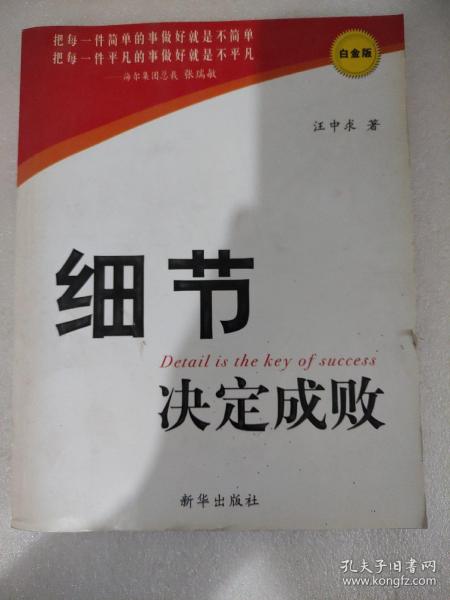 把每一件简单的事做好就是不简单
把每一件平凡的事做好就是不平凡
——海尔集团总裁 张瑞敏
白金版
汪中求 著
细节
Detail is the key of success
决定成败
新华出版社
孔夫子旧书网
www.kongfz.com